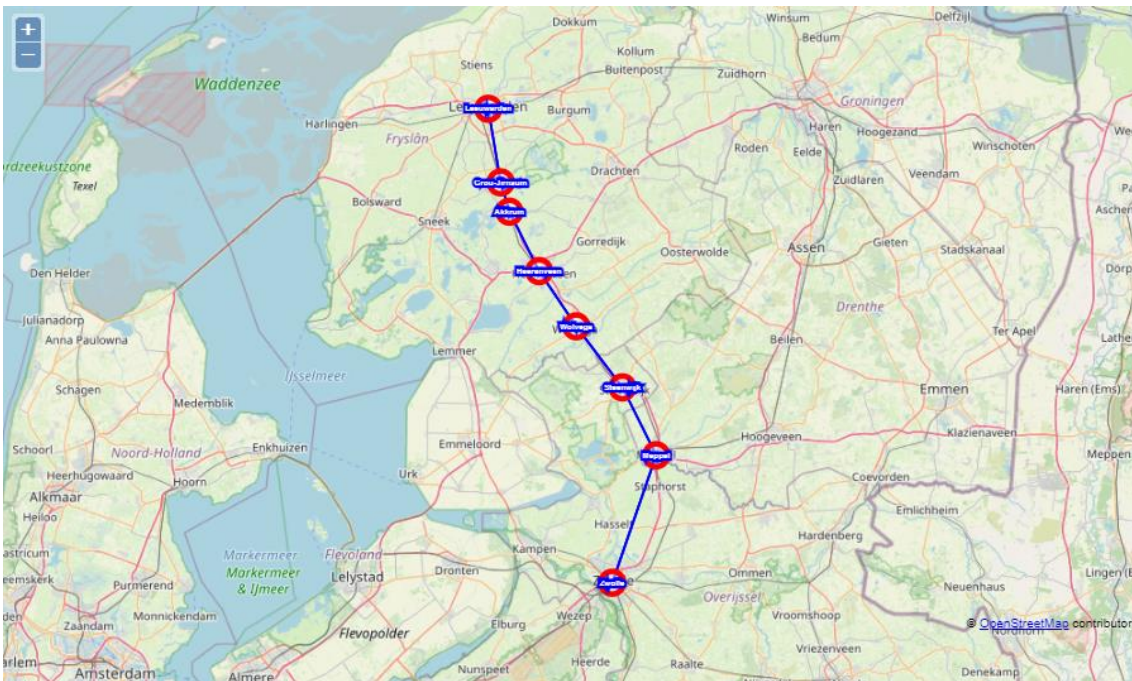 +
−
Winsum
Delfzijl
Dokkum
Bedum
Kollum
Stiens
Buitenpost
Zuidhorn
Waddenzee
Leeuwarden
Burgum
Groningen
Harlingen
Fryslân
Haren
Hoogezand
Roden
Eelde
Winschoten
Texel
Drachten
Zuidlaren
Veendam
Grou-Jirnsum
Bolsward
Akkrum
Sneek
Gorredijk
Oosterwolde
Assen
Gieten
Stadskanaal
Den Helder
Heerenveen
Drenthe
Julianadorp
Anna Paulowna
Wolvega
Ter Apel
Beilen
Lemmer
IJsselmeer
Schagen
Steenwijk
Emmen
Haren (Ems)
Medemblik
Hoogeveen
Klazienaveen
Schoorl
Noord-Holland
Enkhuizen
Emmeloord
Meppel
Heerhugowaard
Hoorn
Urk
Coevorden
Alkmaar
Staphorst
Heiloo
Emlichheim
Hasselt
Hardenberg
Markermeer
Flevoland
Kampen
Markermeer
& IJmeer
Lelystad
Dronten
Zwolle
Ommen
Purmerend
Neuenhaus
Overijssel
Monnickendam
Elburg
Wezep
Vroomshoop
Zaandam
Flevopolder
© OpenStreetMap contributor
Nordhorn
Vriezenveen
Heerde
Raalte
Nunspeet
Amsterdam
Almere
Denekamp